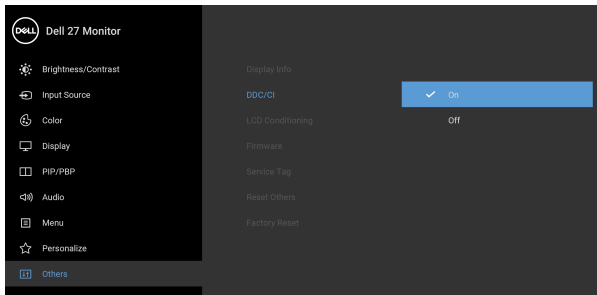 DELL Dell 27 Monitor
Brightness/Contrast
Display Info
Input Source
DDC/CI
On
Color
LCD Conditioning
Off
Display
Firmware
PIP/PBP
Service Tag
Audio
Reset Others
Menu
Factory Reset
Personalize
Others